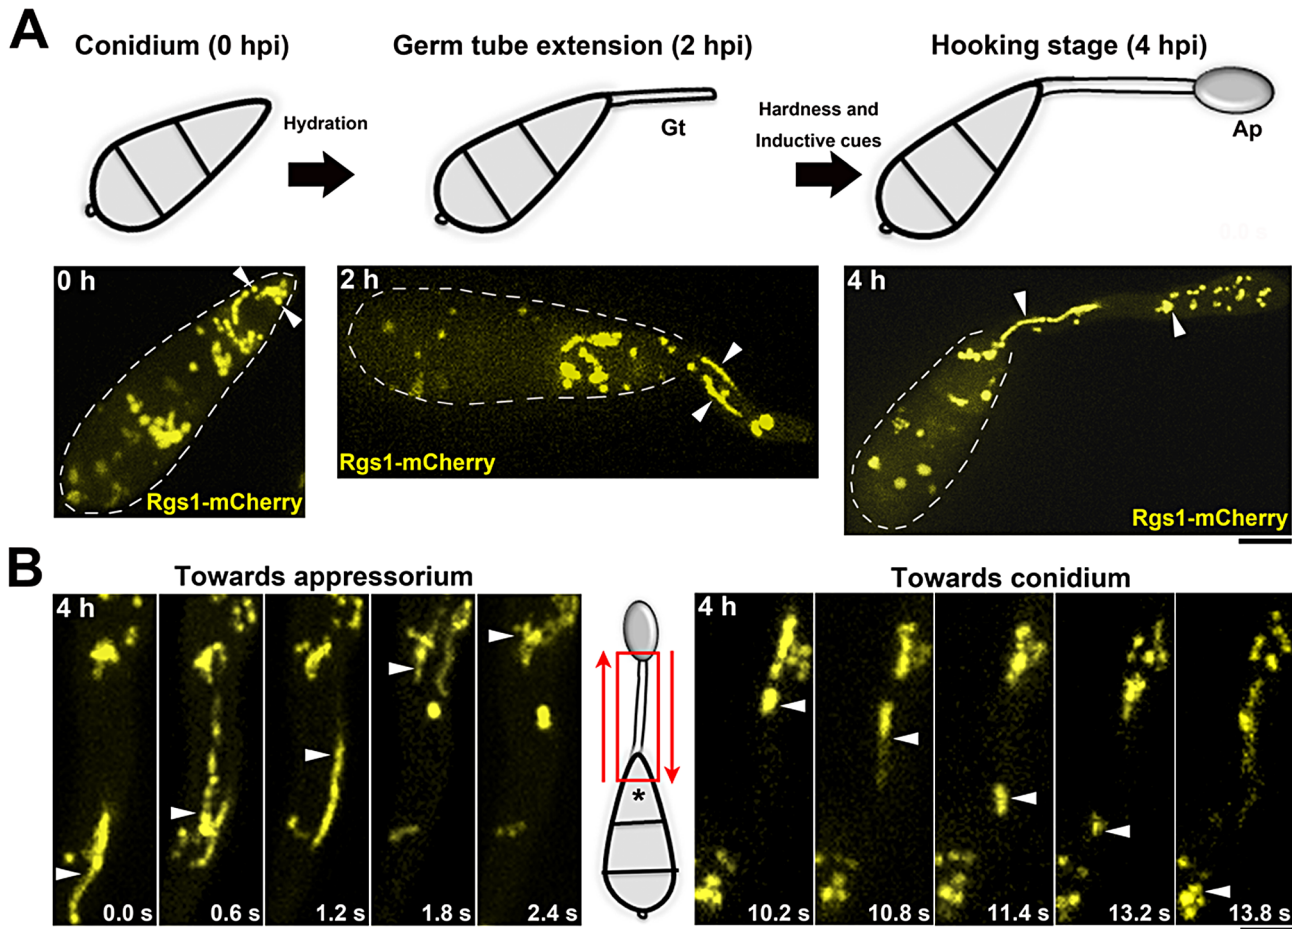 A
Conidium (0 hpi)
Germ tube extension (2 hpi)
Hooking stage (4 hpi)
Hydration
Gt
Hardness and
Inductive cues
Ap
0.0 s
0 h
Rgs1-mCherry
2 h
Rgs1-mCherry
4 h
Rgs1-mCherry
B
Towards appressorium
Towards conidium
4 h
0.0 s
0.6 s
1.2 s
1.8 s
2.4 s
*
4 h
10.2 s
10.8 s
11.4 s
13.2 s
13.8 s